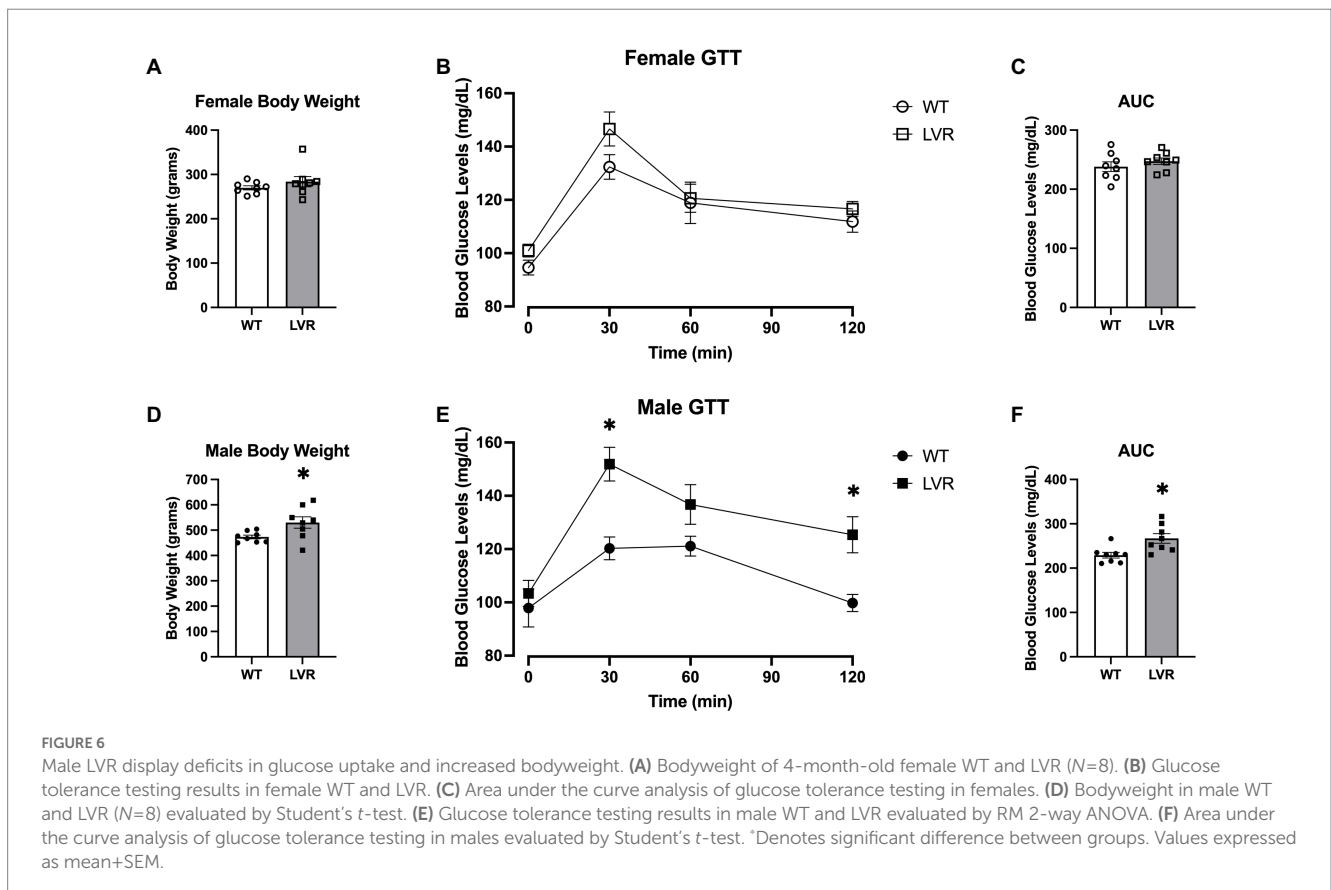 A
Female Body Weight
Body Weight (grams)
400
300
200
100
0
WT
LVR
B
Female GTT
Blood Glucose Levels (mg/dL)
160
140
120
100
80
0
30
60
90
120
Time (min)
WT
LVR
C
AUC
Blood Glucose Levels (mg/dL)
300
200
100
0
WT
LVR
D
Male Body Weight
*
Body Weight (grams)
700
600
500
400
300
200
100
0
WT
LVR
E
Male GTT
*
*
Blood Glucose Levels (mg/dL)
160
140
120
100
80
0
30
60
90
120
Time (min)
WT
LVR
F
AUC
*
Blood Glucose Levels (mg/dL)
400
300
200
100
0
WT
LVR
FIGURE 6
Male LVR display deficits in glucose uptake and increased bodyweight. (A) Bodyweight of 4-month-old female WT and LVR (N=8). (B) Glucose
tolerance testing results in female WT and LVR. (C) Area under the curve analysis of glucose tolerance testing in females. (D) Bodyweight in male WT
and LVR (N=8) evaluated by Student's t-test. (E) Glucose tolerance testing results in male WT and LVR evaluated by RM 2-way ANOVA. (F) Area under
the curve analysis of glucose tolerance testing in males evaluated by Student's t-test. *Denotes significant difference between groups. Values expressed
as mean+SEM.